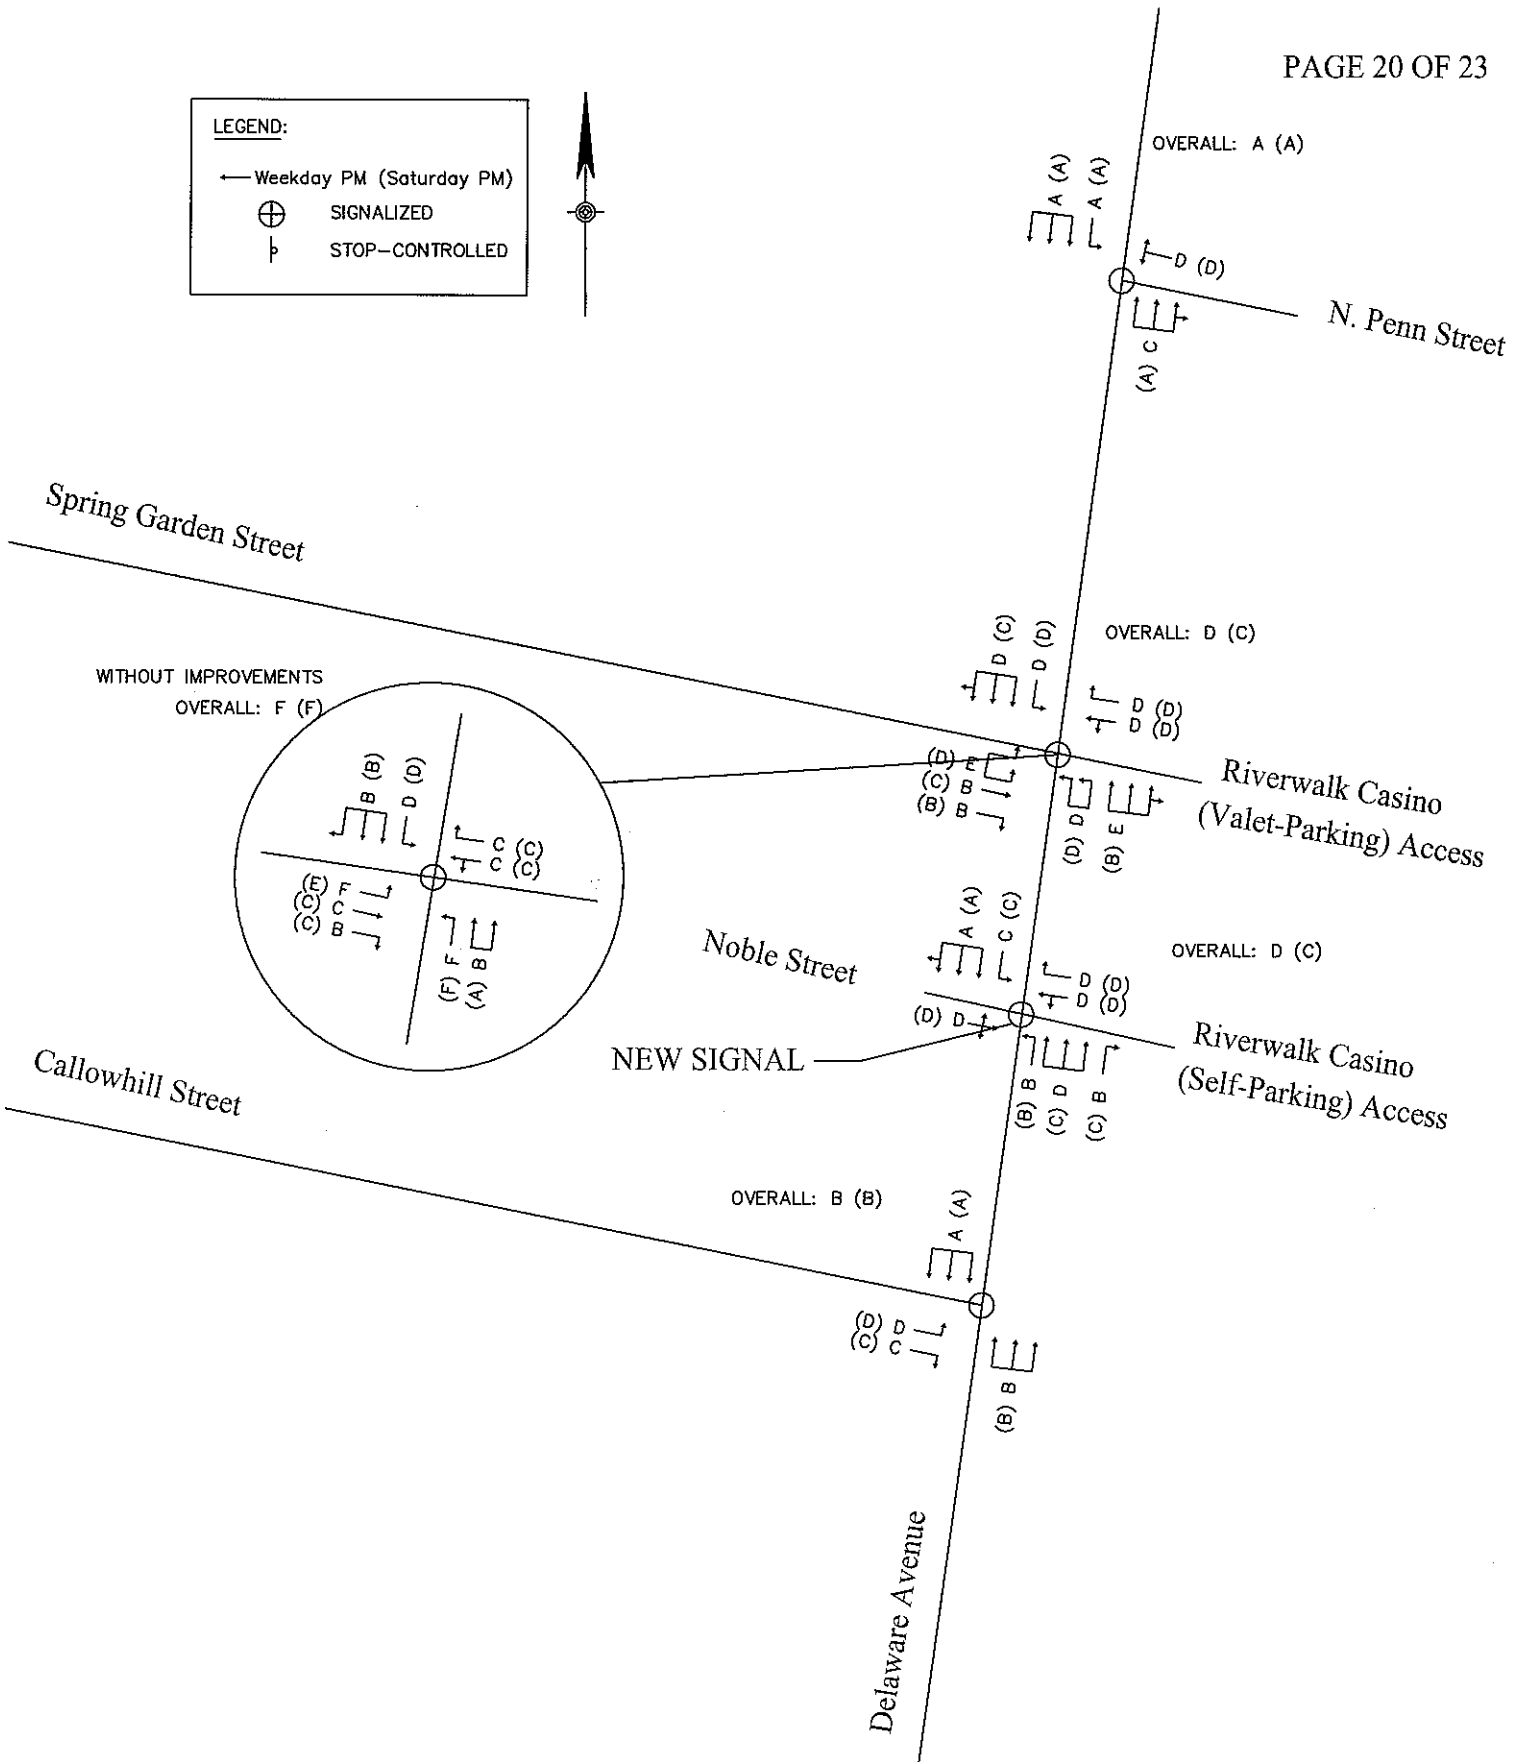 PAGE 20 OF 23
LEGEND:
Weekday PM (Saturday PM)
SIGNALIZED
STOP-CONTROLLED
OVERALL: A (A)
A (A)
A (A)
D (D)
(A) C
N. Penn Street
Spring Garden Street
OVERALL: D (C)
D (C)
D (D)
D (D)
D (D)
(D) E
(C) B
(B) B
(D) D
(B) E
Riverwalk Casino
(Valet-Parking) Access
WITHOUT IMPROVEMENTS
OVERALL: F (F)
B (B)
D (D)
C (C)
C (C)
(E) F
(C) C
(C) B
(F) F
(A) B
Noble Street
OVERALL: D (C)
A (A)
C (C)
D (D)
D (D)
(D) D
(B) B
(C) D
(C) B
NEW SIGNAL
Riverwalk Casino
(Self-Parking) Access
Callowhill Street
OVERALL: B (B)
A (A)
(D) D
(C) C
(B) B
Delaware Avenue